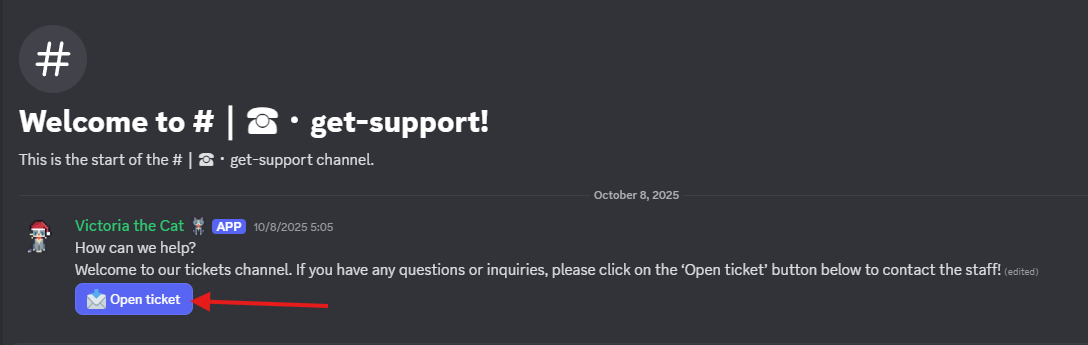 #
Welcome to # | ☎ · get-support!
This is the start of the # | ☎ · get-support channel.
October 8, 2025
Victoria the Cat APP 10/8/2025 5:05
How can we help?
Welcome to our tickets channel. If you have any questions or inquiries, please click on the ‘Open ticket’ button below to contact the staff! (edited)
Open ticket